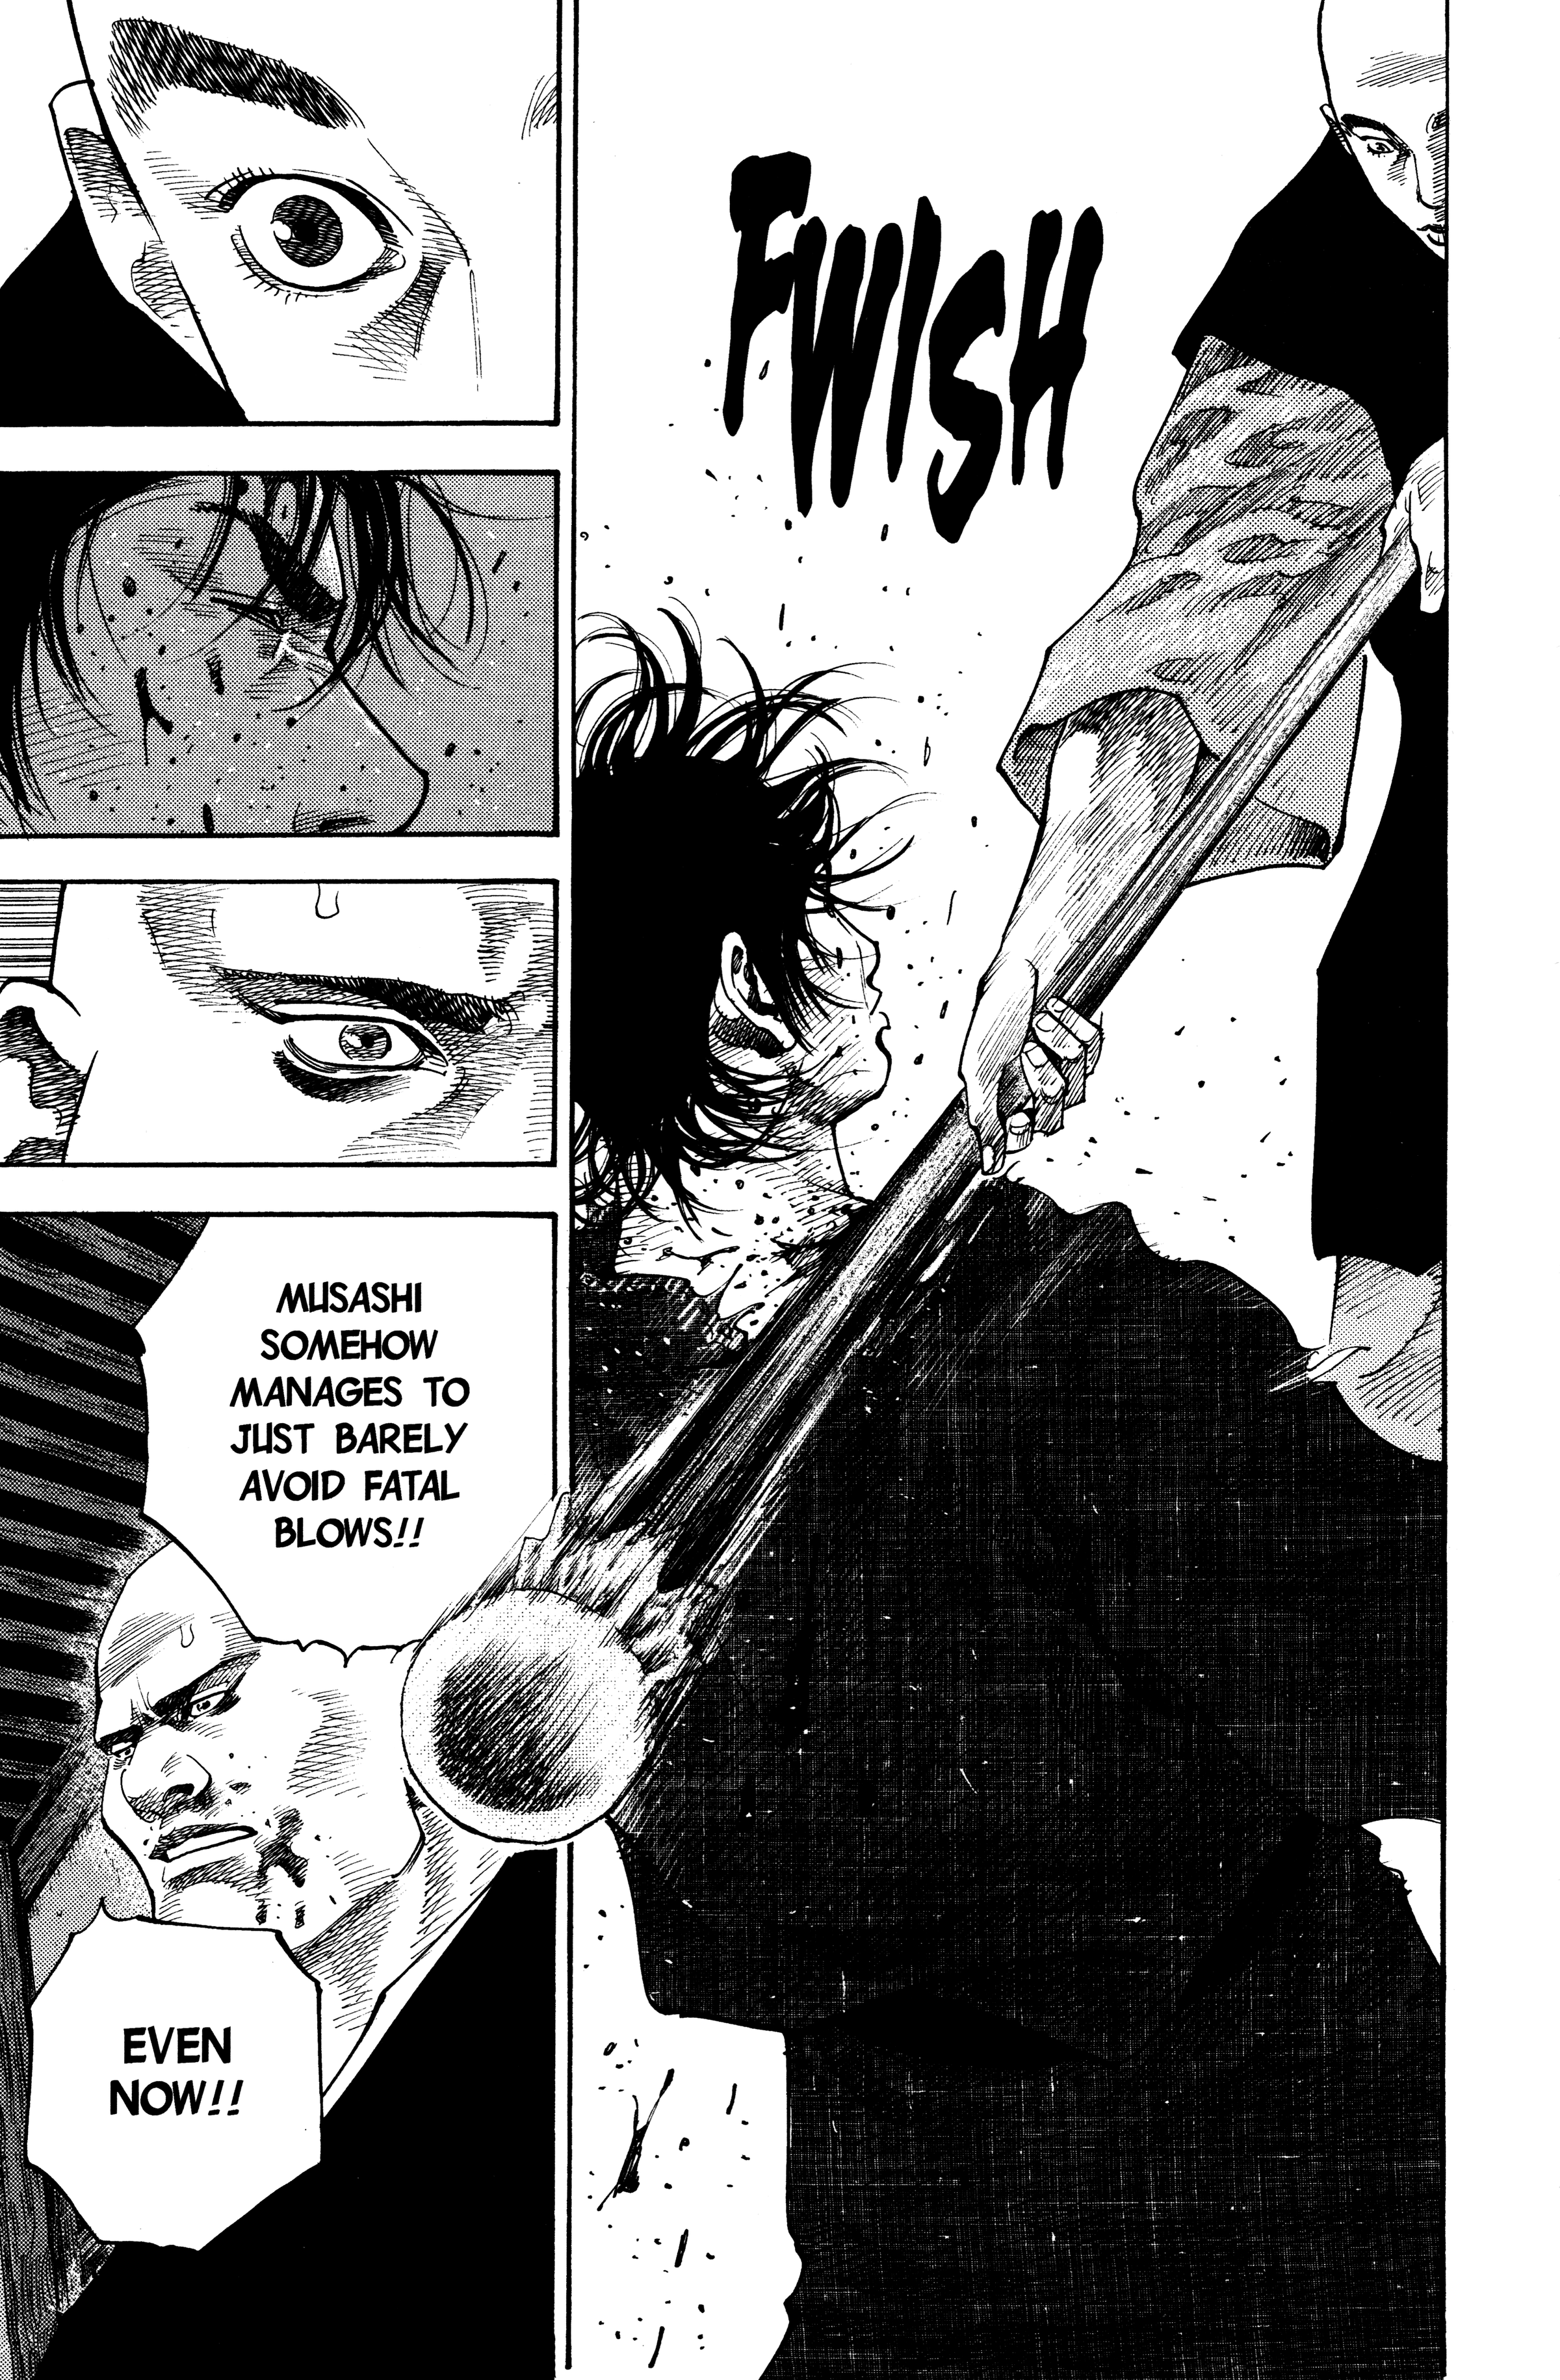 FWISH
MUSASHI
SOMEHOW
MANAGES TO
JUST BARELY
AVOID FATAL
BLOWS!!
EVEN
NOW!!